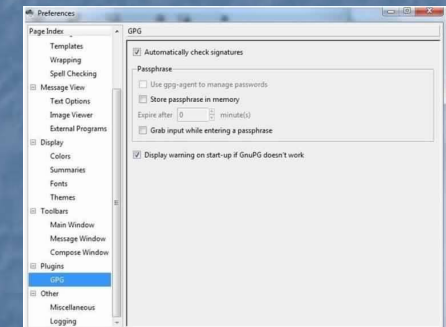 Preferences
Page Index
GPG
Templates
Wrapping
Spell Checking
Message View
Text Options
Image Viewer
External Programs
Display
Colors
Summaries
Fonts
Themes
Toolbars
Main Window
Message Window
Compose Window
Plugins
GPG
Other
Miscellaneous
Logging
Automatically check signatures
Passphrase
Use gpg-agent to manage passwords
Store passphrase in memory
Expire after 0 minute(s)
Grab input while entering a passphrase
Display warning on start-up if GnuPG doesn't work